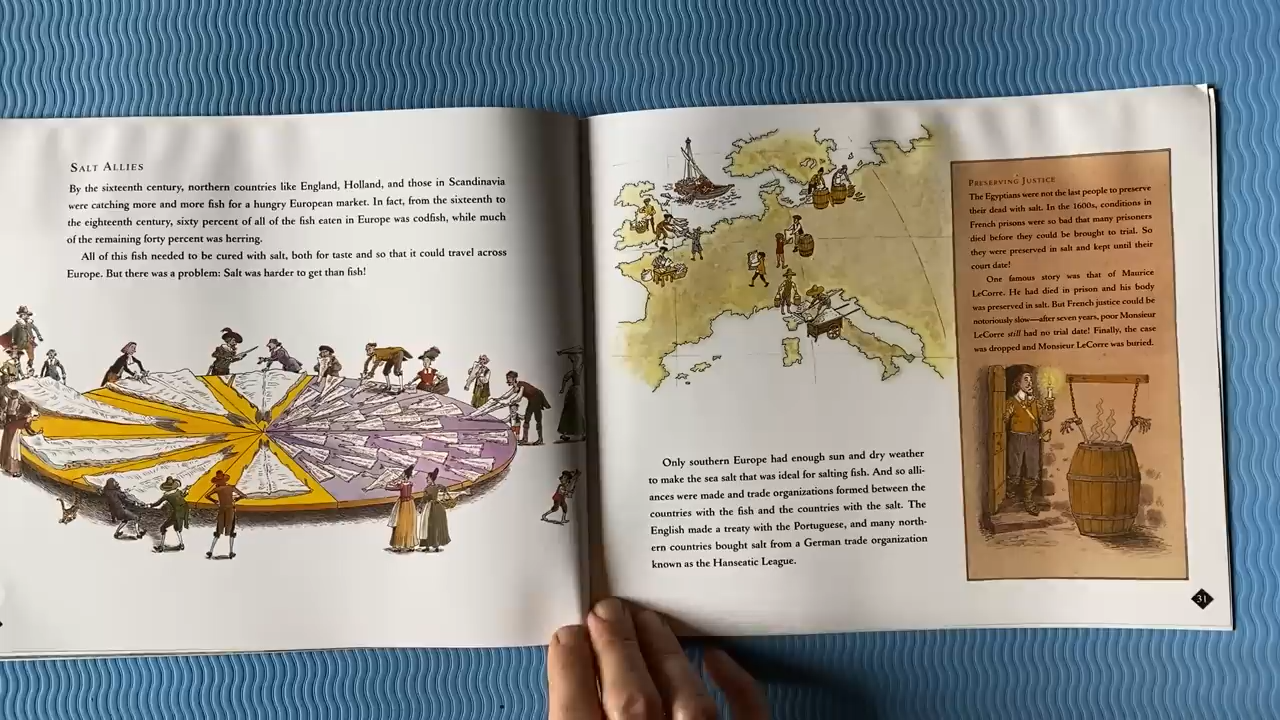 SALT ALLIES
By the sixteenth century, northern countries like England, Holland, and those in Scandinavia
were catching more and more fish for a hungry European market. In fact, from the sixteenth to
the eighteenth century, sixty percent of all of the fish eaten in Europe was codfish, while much
of the remaining forty percent was herring.
All of this fish needed to be cured with salt, both for taste and so that it could travel across
Europe. But there was a problem: Salt was harder to get than fish!
Only southern Europe had enough sun and dry weather
to make the sea salt that was ideal for salting fish. And so alli-
ances were made and trade organizations formed between the
countries with the fish and the countries with the salt. The
English made a treaty with the Portuguese, and many north-
ern countries bought salt from a German trade organization
known as the Hanseatic League.
PRESERVING JUSTICE
The Egyptians were not the last people to preserve
their dead with salt. In the 1600s, conditions in
French prisons were so bad that many prisoners
died before they could be brought to trial. So
they were preserved in salt and kept until their
court date!
One famous story was that of Maurice
LeCorre. He had died in prison and his body
was preserved in salt. But French justice could be
notoriously slow—after seven years, poor Monsieur
LeCorre still had no trial date! Finally, the case
was dropped and Monsieur LeCorre was buried.
31